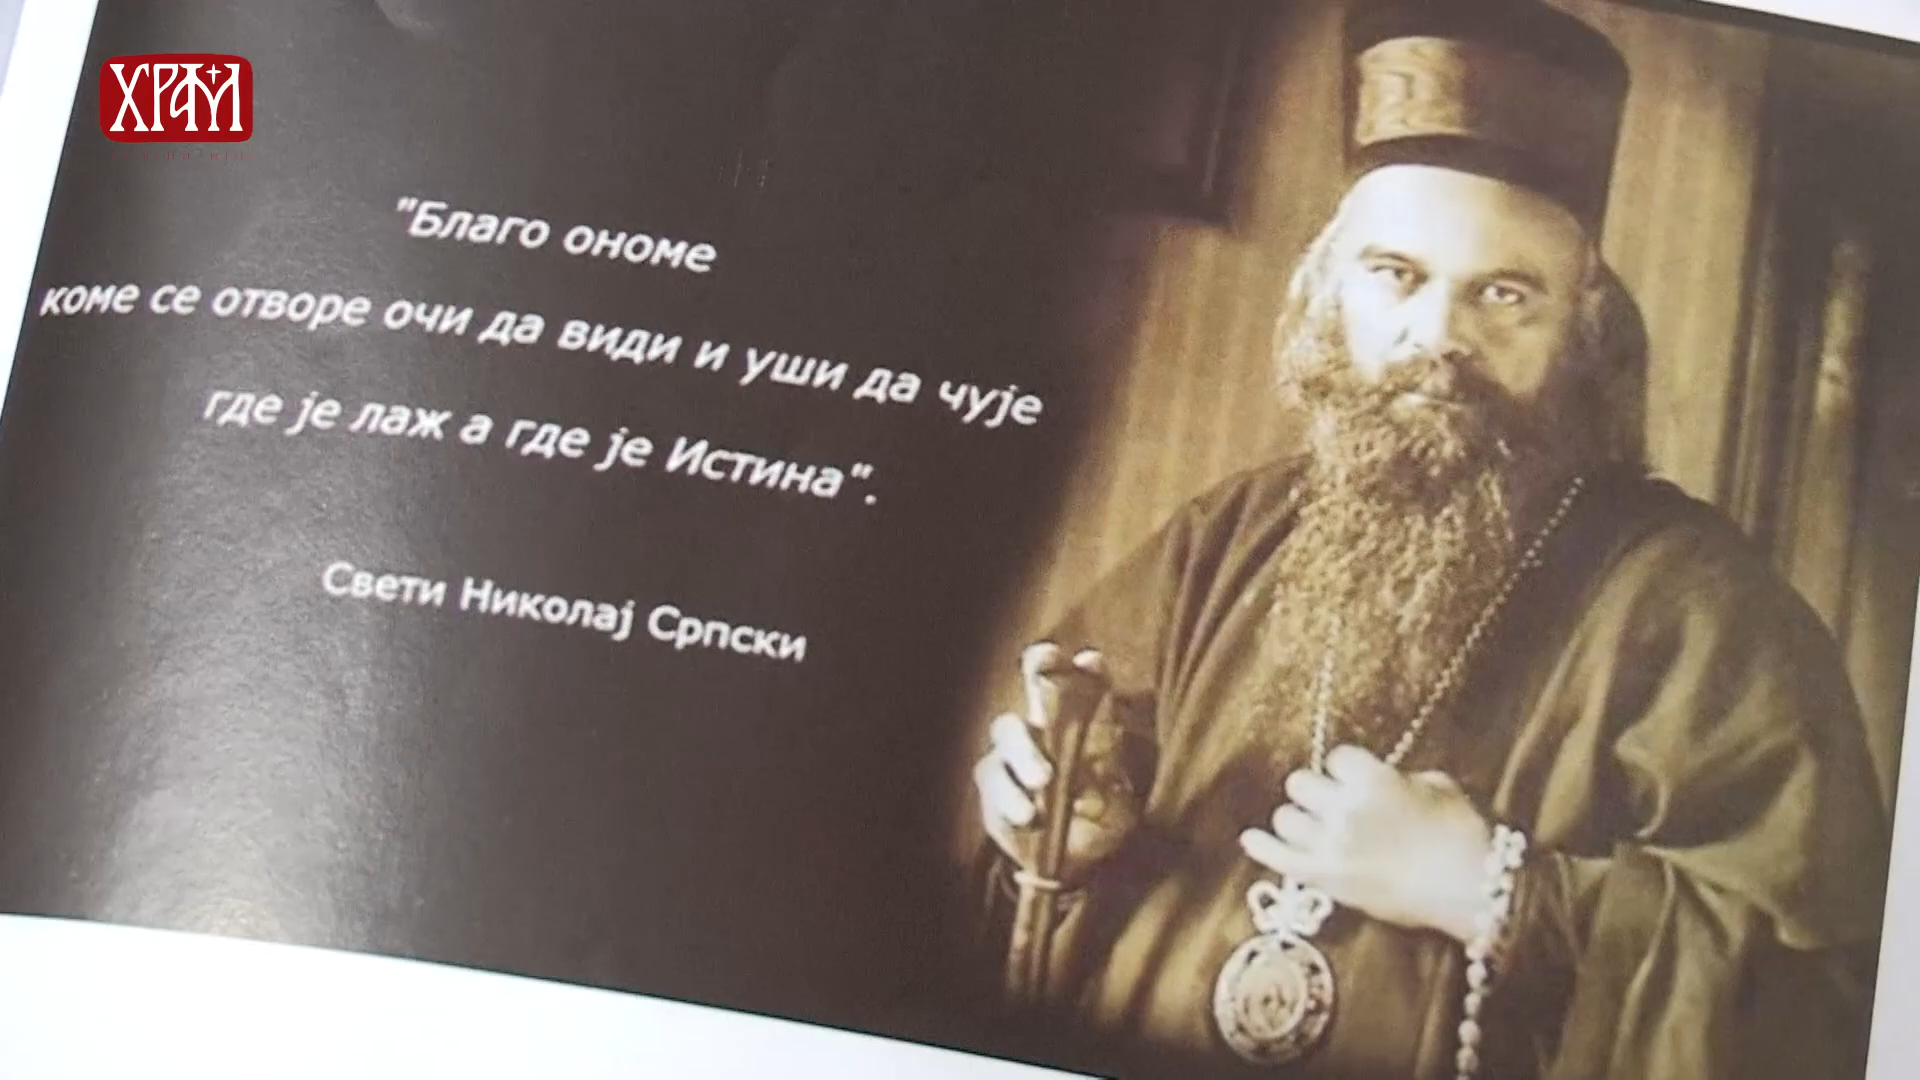 ХРАМ
"Благо ономе
коме се отворе очи да види и уши да чује
где је лаж а где је Истина".
Свети Николај Српски